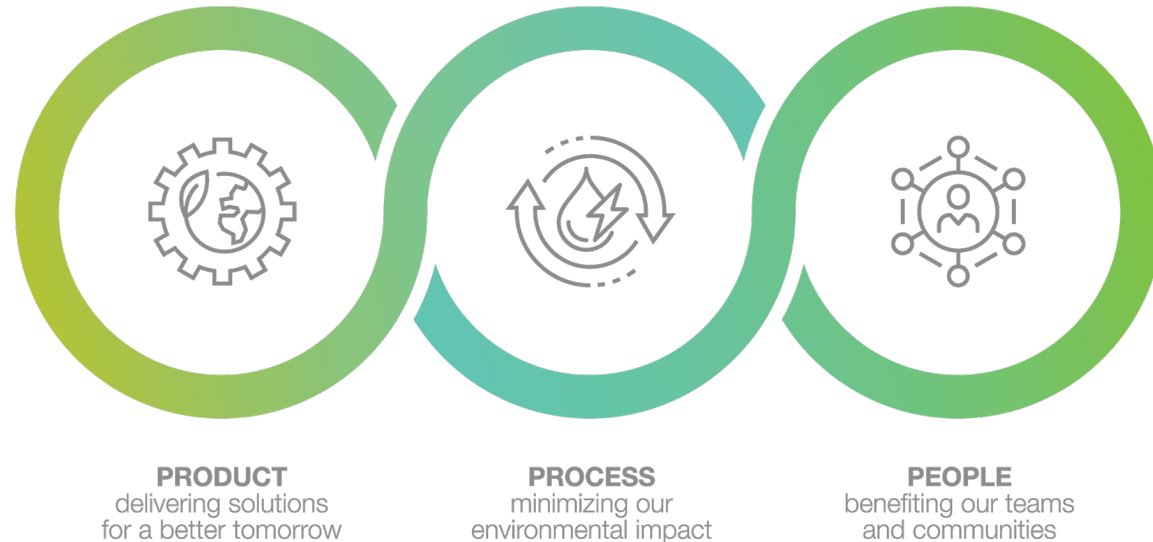 PRODUCT
delivering solutions
for a better tomorrow
PROCESS
minimizing our
environmental impact
PEOPLE
benefiting our teams
and communities